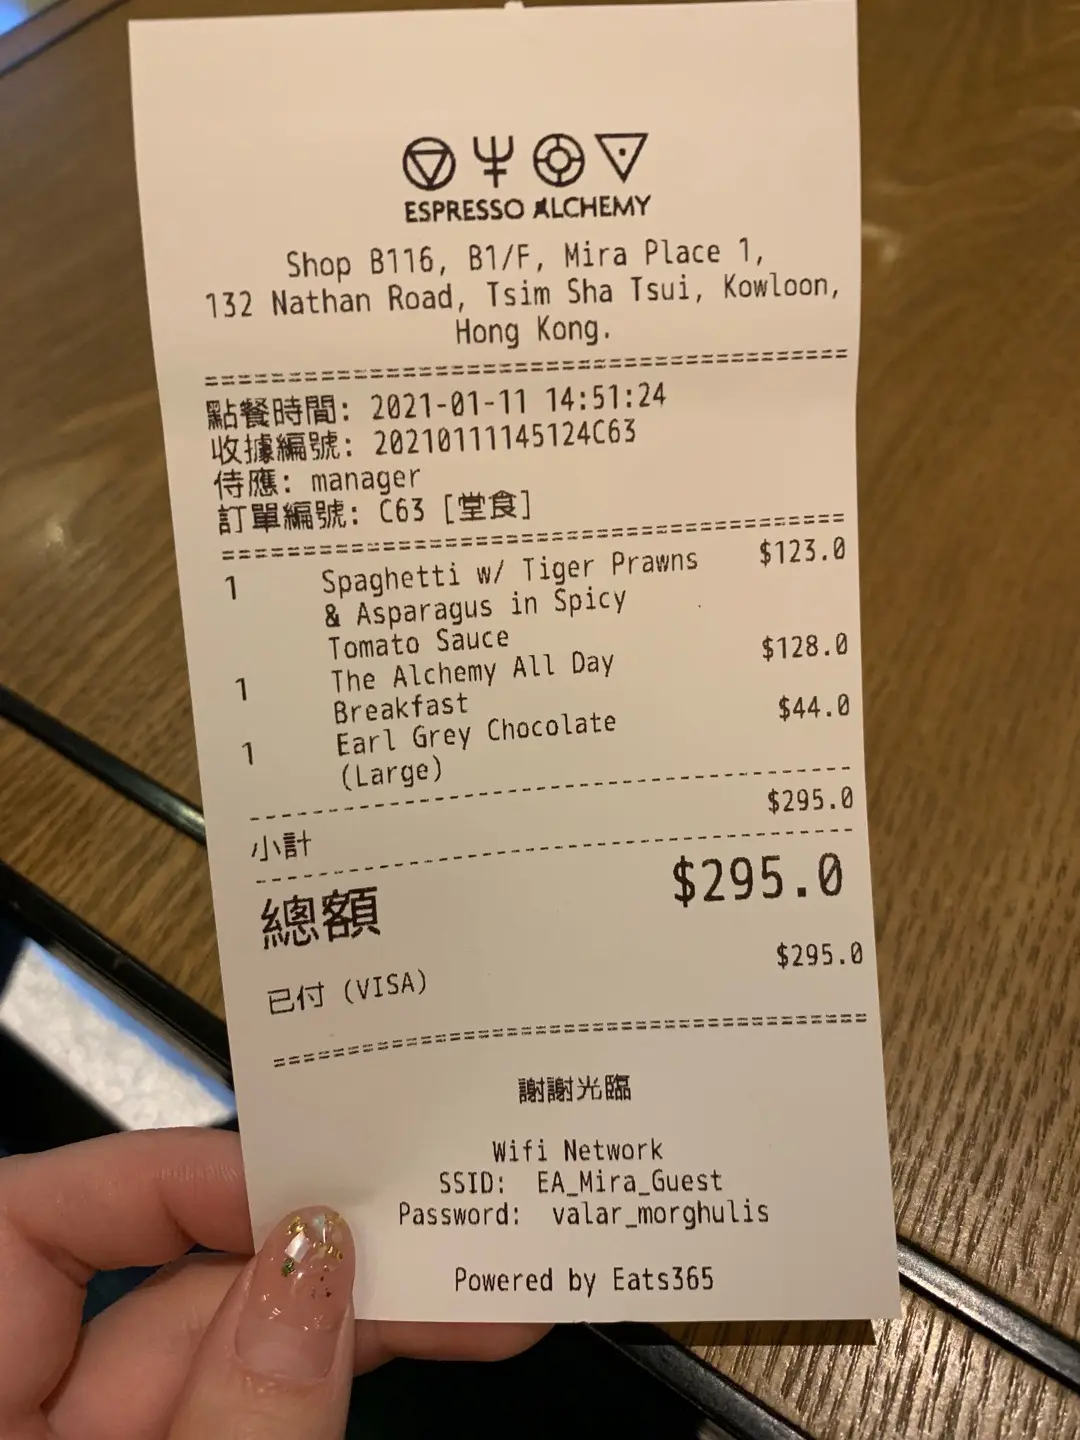 ESPRESSO ALCHEMY
Shop B116, B1/F, Mira Place 1,
132 Nathan Road, Tsim Sha Tsui, Kowloon,
Hong Kong.
========================================
點餐時間: 2021-01-11 14:51:24
收據編號: 20210111145124C63
侍應: manager
訂單編號: C63 [堂食]
========================================
1 Spaghetti w/ Tiger Prawns $123.0
& Asparagus in Spicy
Tomato Sauce
1 The Alchemy All Day $128.0
Breakfast
1 Earl Grey Chocolate $44.0
(Large)
----------------------------------------
小計 $295.0
----------------------------------------
總額 $295.0
已付 (VISA) $295.0
========================================
謝謝光臨
Wifi Network
SSID: EA_Mira_Guest
Password: valar_morghulis
Powered by Eats365